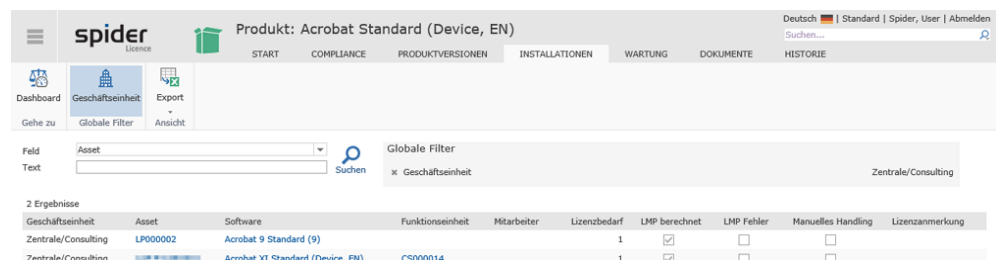 Deutsch | Standard | Spider, User | Abmelden
spider
Licence
Produkt: Acrobat Standard (Device, EN)
Suchen...
START COMPLIANCE PRODUKTVERSIONEN INSTALLATIONEN WARTUNG DOKUMENTE HISTORIE
Dashboard Geschäftseinheit Export
Gehe zu Globale Filter Ansicht
Feld Asset
Text
Suchen
Globale Filter
Geschäftseinheit Zentrale/Consulting
2 Ergebnisse
Geschäftseinheit Asset Software Funktionseinheit Mitarbeiter Lizenzbedarf LMP berechnet LMP Fehler Manuelles Handling Lizenzanmerkung
Zentrale/Consulting LP000002 Acrobat 9 Standard (9) 1
Zentrale/Consulting Acrobat XI Standard (Device, EN) CS000014 1